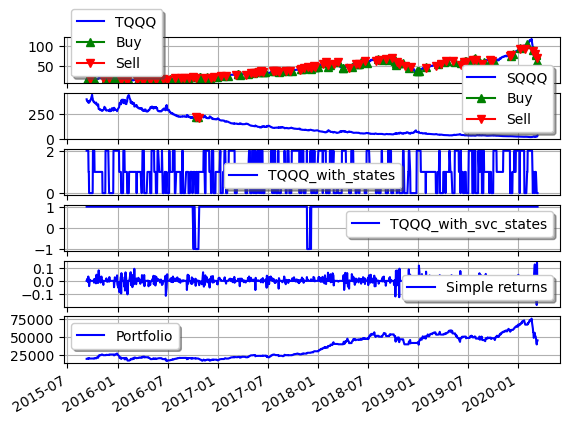 TQQQ
Buy
Sell
100
50
SQQQ
Buy
Sell
250
0
2
0
TQQQ_with_states
1
0
−1
TQQQ_with_svc_states
0.1
0.0
−0.1
Simple returns
75000
50000
25000
Portfolio
2015-07
2016-01
2016-07
2017-01
2017-07
2018-01
2018-07
2019-01
2019-07
2020-01